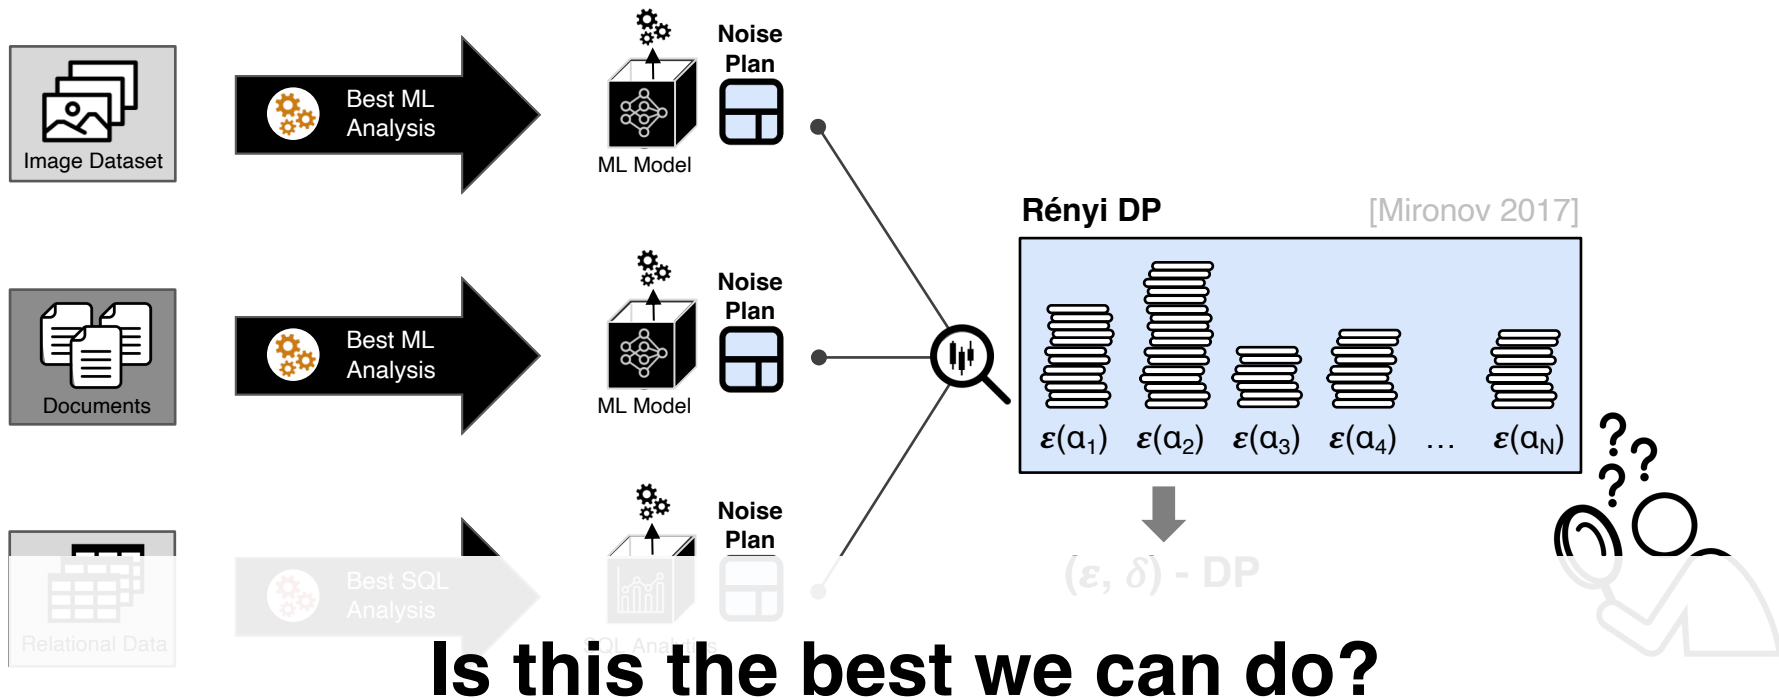 Noise
Plan
Best ML
Analysis
Image Dataset
ML Model
Rényi DP
[Mironov 2017]
Noise
Plan
Best ML
Analysis
Documents
ML Model
ε(α1) ε(α2) ε(α3) ε(α4) … ε(αN)
? ? ?
Noise
Plan
Best SQL
Analysis
(ε, δ) - DP
Relational Data
SQL Analytics
Is this the best we can do?